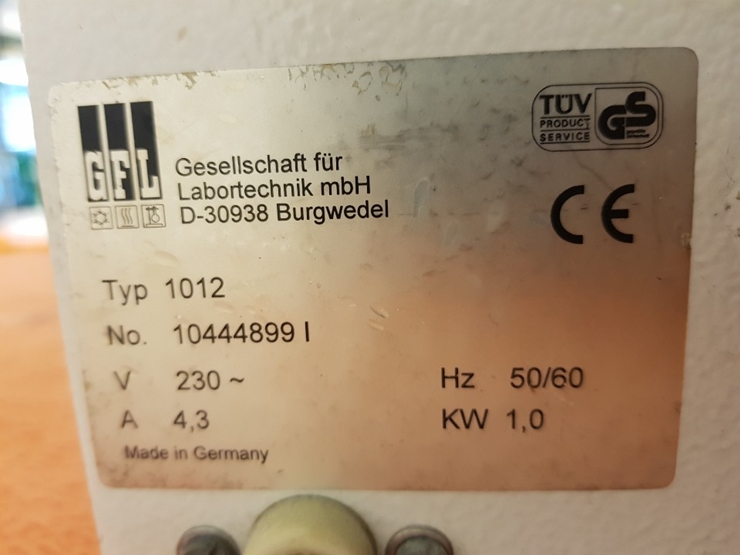 GFL
Gesellschaft für
Labortechnik mbH
D-30938 Burgwedel
TÜV
PRODUCT
SERVICE
GS
CE
Typ 1012
No. 10444899 I
V 230 ~
Hz 50/60
A 4,3
KW 1,0
Made in Germany